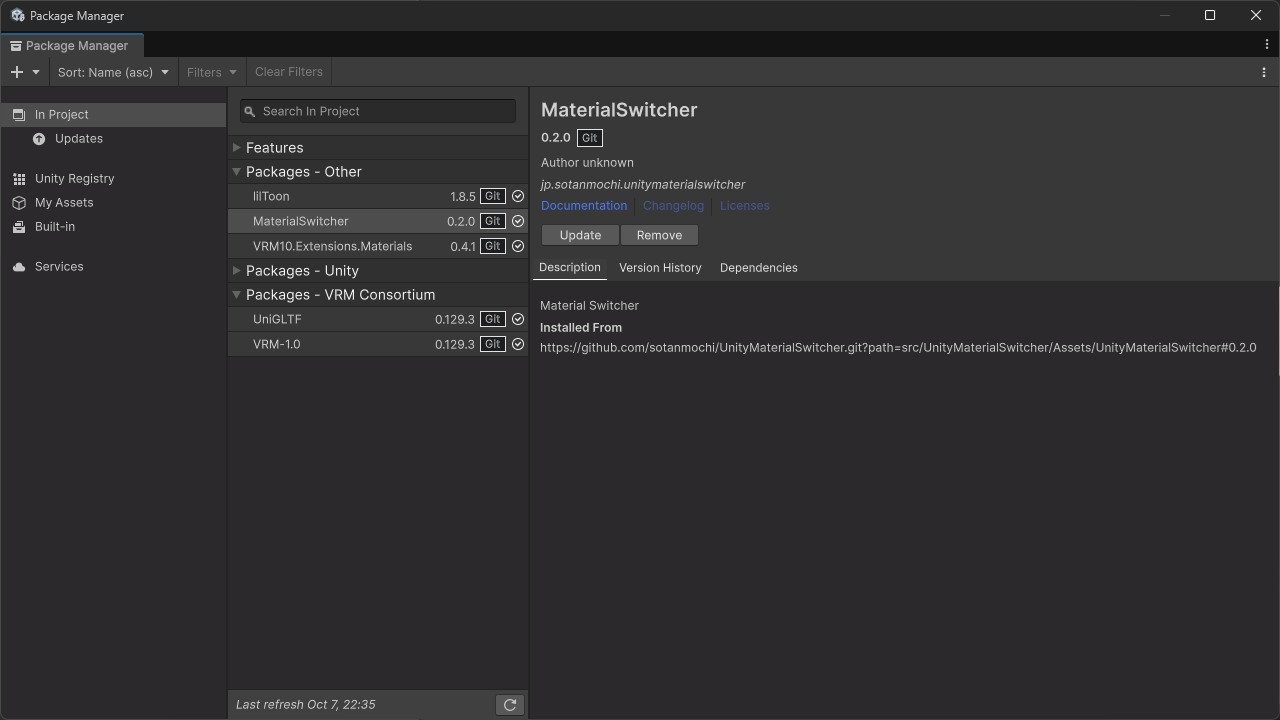 Package Manager
Package Manager
Sort: Name (asc) Filters Clear Filters
In Project
Updates
Unity Registry
My Assets
Built-in
Services
Search In Project
Features
Packages - Other
lilToon 1.8.5 Git
MaterialSwitcher 0.2.0 Git
VRM10.Extensions.Materials 0.4.1 Git
Packages - Unity
Packages - VRM Consortium
UniGLTF 0.129.3 Git
VRM-1.0 0.129.3 Git
Last refresh Oct 7, 22:35
MaterialSwitcher
0.2.0 Git
Author unknown
jp.sotanmochi.unitymaterialswitcher
Documentation Changelog Licenses
Update Remove
Description Version History Dependencies
Material Switcher
Installed From
https://github.com/sotanmochi/UnityMaterialSwitcher.git?path=src/UnityMaterialSwitcher/Assets/UnityMaterialSwitcher#0.2.0